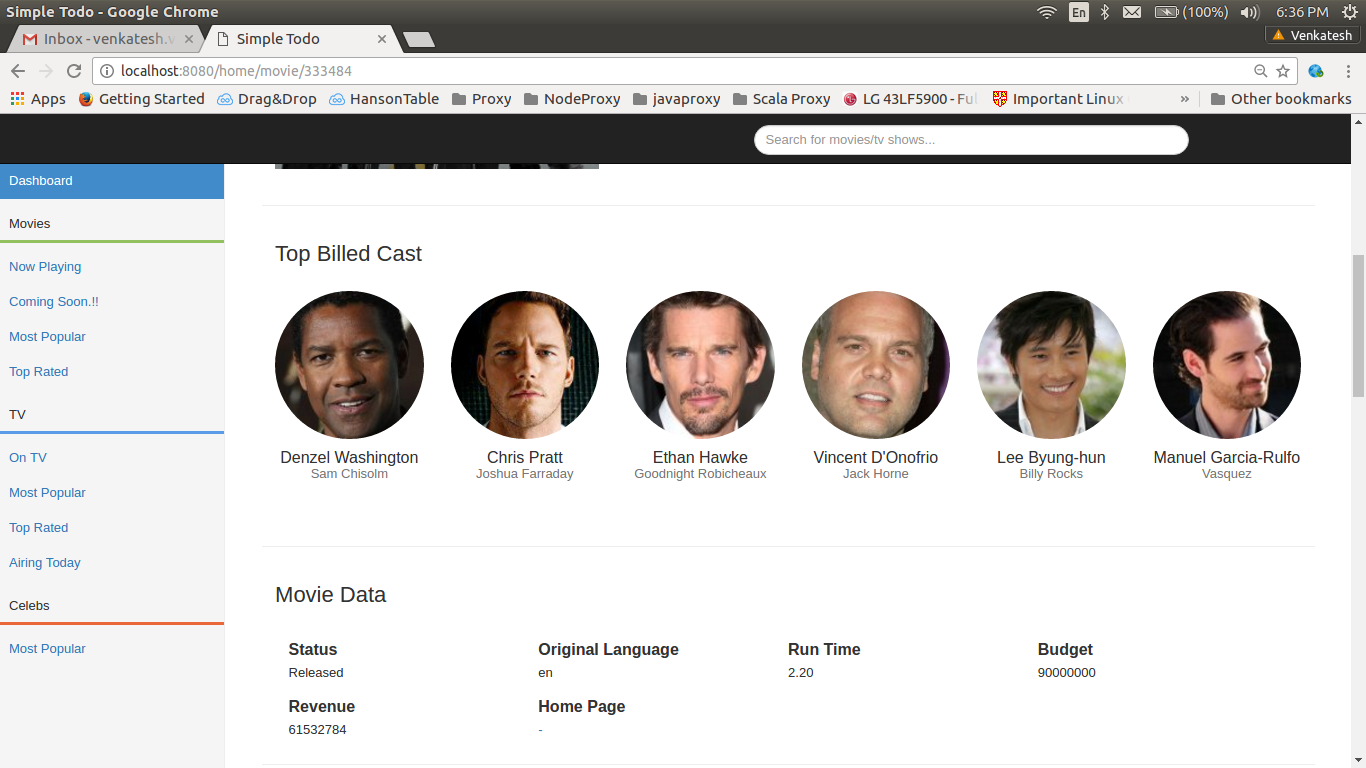 Simple Todo - Google Chrome
En (100%) 6:36 PM
Inbox - venkatesh.v
Simple Todo
Venkatesh
localhost:8080/home/movie/333484
Apps Getting Started Drag&Drop HansonTable Proxy NodeProxy javaproxy Scala Proxy LG 43LF5900 - Ful Important Linux » Other bookmarks
Search for movies/tv shows...
Dashboard
Movies
Now Playing
Coming Soon.!!
Most Popular
Top Rated
TV
On TV
Most Popular
Top Rated
Airing Today
Celebs
Most Popular
Top Billed Cast
Denzel Washington
Sam Chisolm
Chris Pratt
Joshua Farraday
Ethan Hawke
Goodnight Robicheaux
Vincent D'Onofrio
Jack Horne
Lee Byung-hun
Billy Rocks
Manuel Garcia-Rulfo
Vasquez
Movie Data
Status
Released
Original Language
en
Run Time
2.20
Budget
90000000
Revenue
61532784
Home Page
-